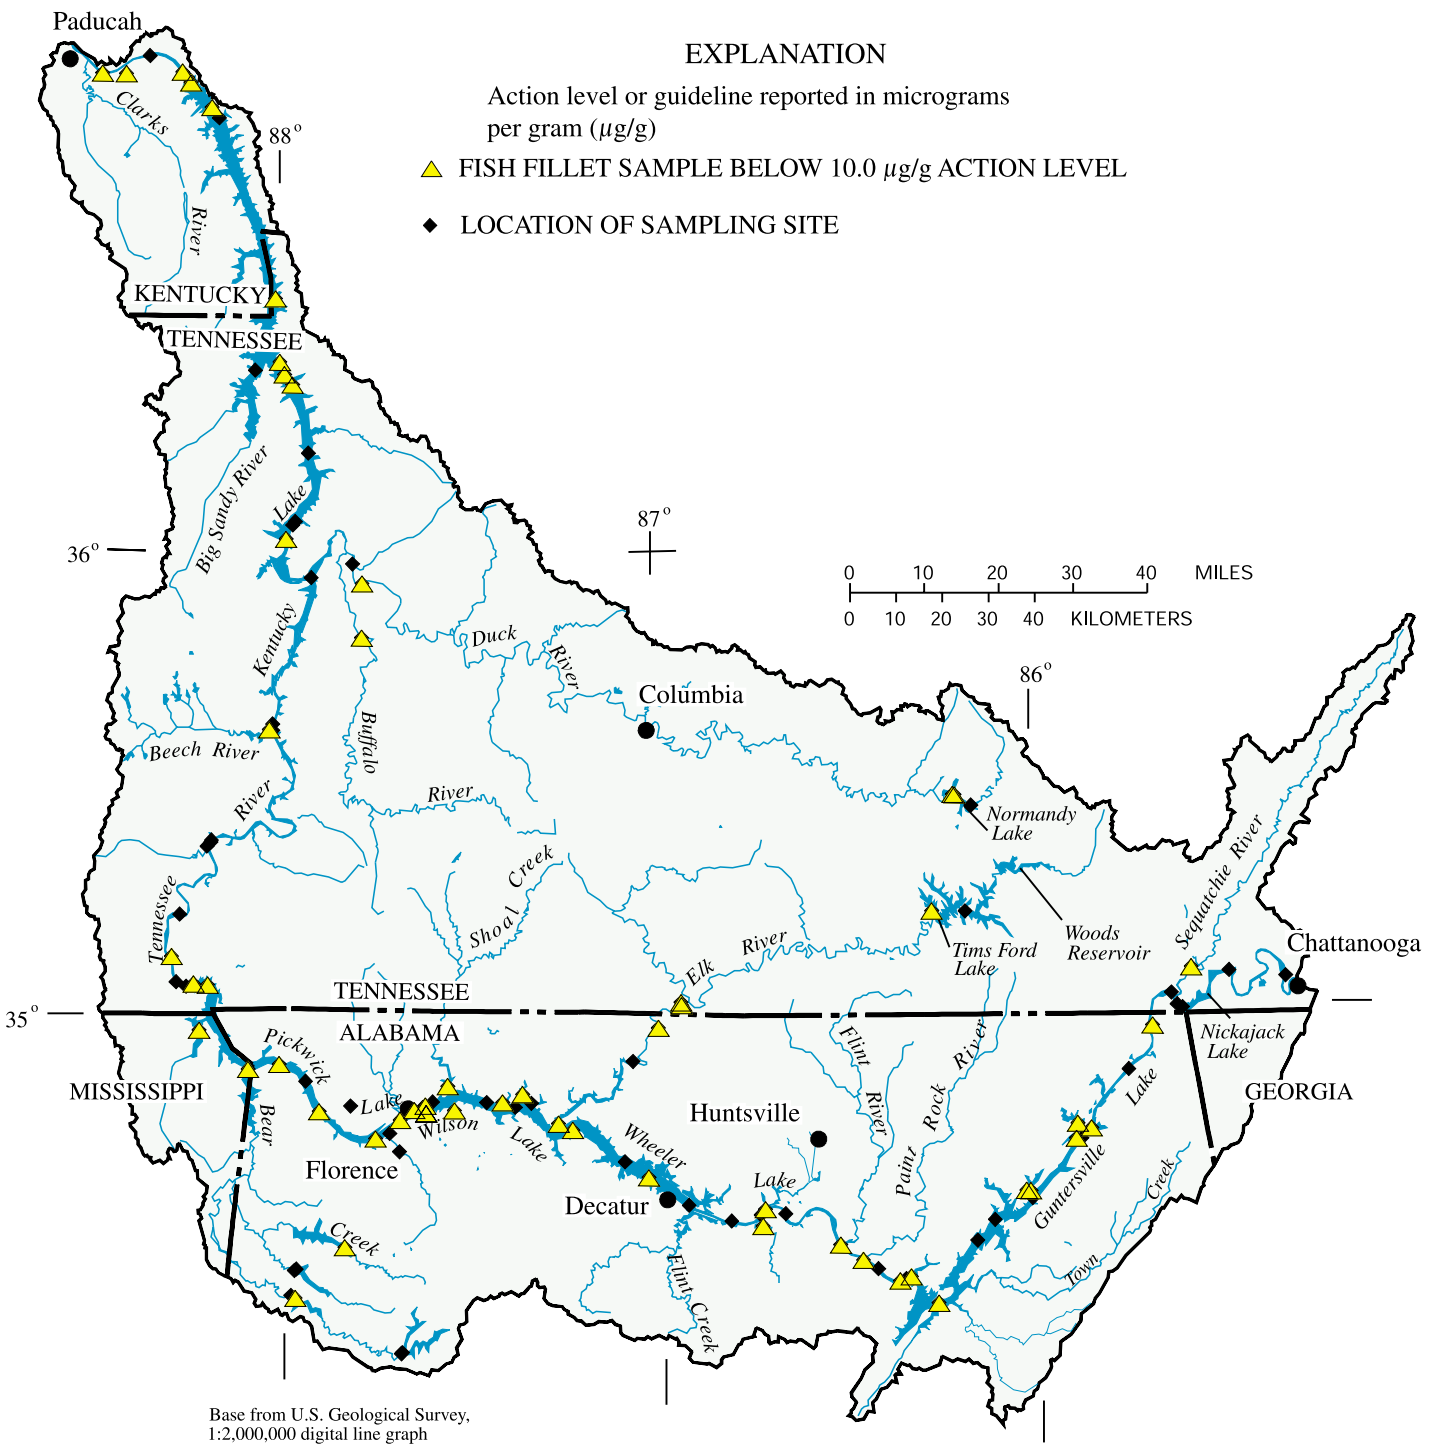 Paducah
EXPLANATION
Action level or guideline reported in micrograms
per gram (µg/g)
FISH FILLET SAMPLE BELOW 10.0 µg/g ACTION LEVEL
LOCATION OF SAMPLING SITE
Clarks
River
88°
KENTUCKY
TENNESSEE
Big Sandy River
Lake
Kentucky
36°
87°
0 10 20 30 40 MILES
0 10 20 30 40 KILOMETERS
Duck
River
Columbia
86°
Buffalo
River
Beech River
River
Tennessee
Normandy
Lake
Shoal Creek
Sequatchie River
Woods
Reservoir
Tims Ford
Lake
Elk
River
Chattanooga
35°
TENNESSEE
ALABAMA
Nickajack
Lake
MISSISSIPPI
GEORGIA
Pickwick
Lake
Bear
Creek
Wilson
Lake
Florence
Wheeler
Lake
Decatur
Huntsville
Flint
River
Paint Rock River
Guntersville
Lake
Town
Creek
Flint Creek
Base from U.S. Geological Survey,
1:2,000,000 digital line graph